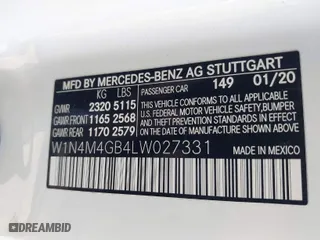 MFD BY MERCEDES-BENZ AG STUTTGART
KG LBS PASSENGER CAR 149 01/20
GVWR 2320 5115
GAWR FRONT 1165 2568
GAWR REAR 1170 2579
THIS VEHICLE CONFORMS TO ALL APPLICABLE
U.S. FEDERAL MOTOR VEHICLE SAFETY, BUMPER
AND THEFT PREVENTION STANDARDS IN EFFECT
ON THE DATE OF MANUFACTURE SHOWN ABOVE.
W1N4M4GB4LW027331
MADE IN MEXICO
DREAMBID